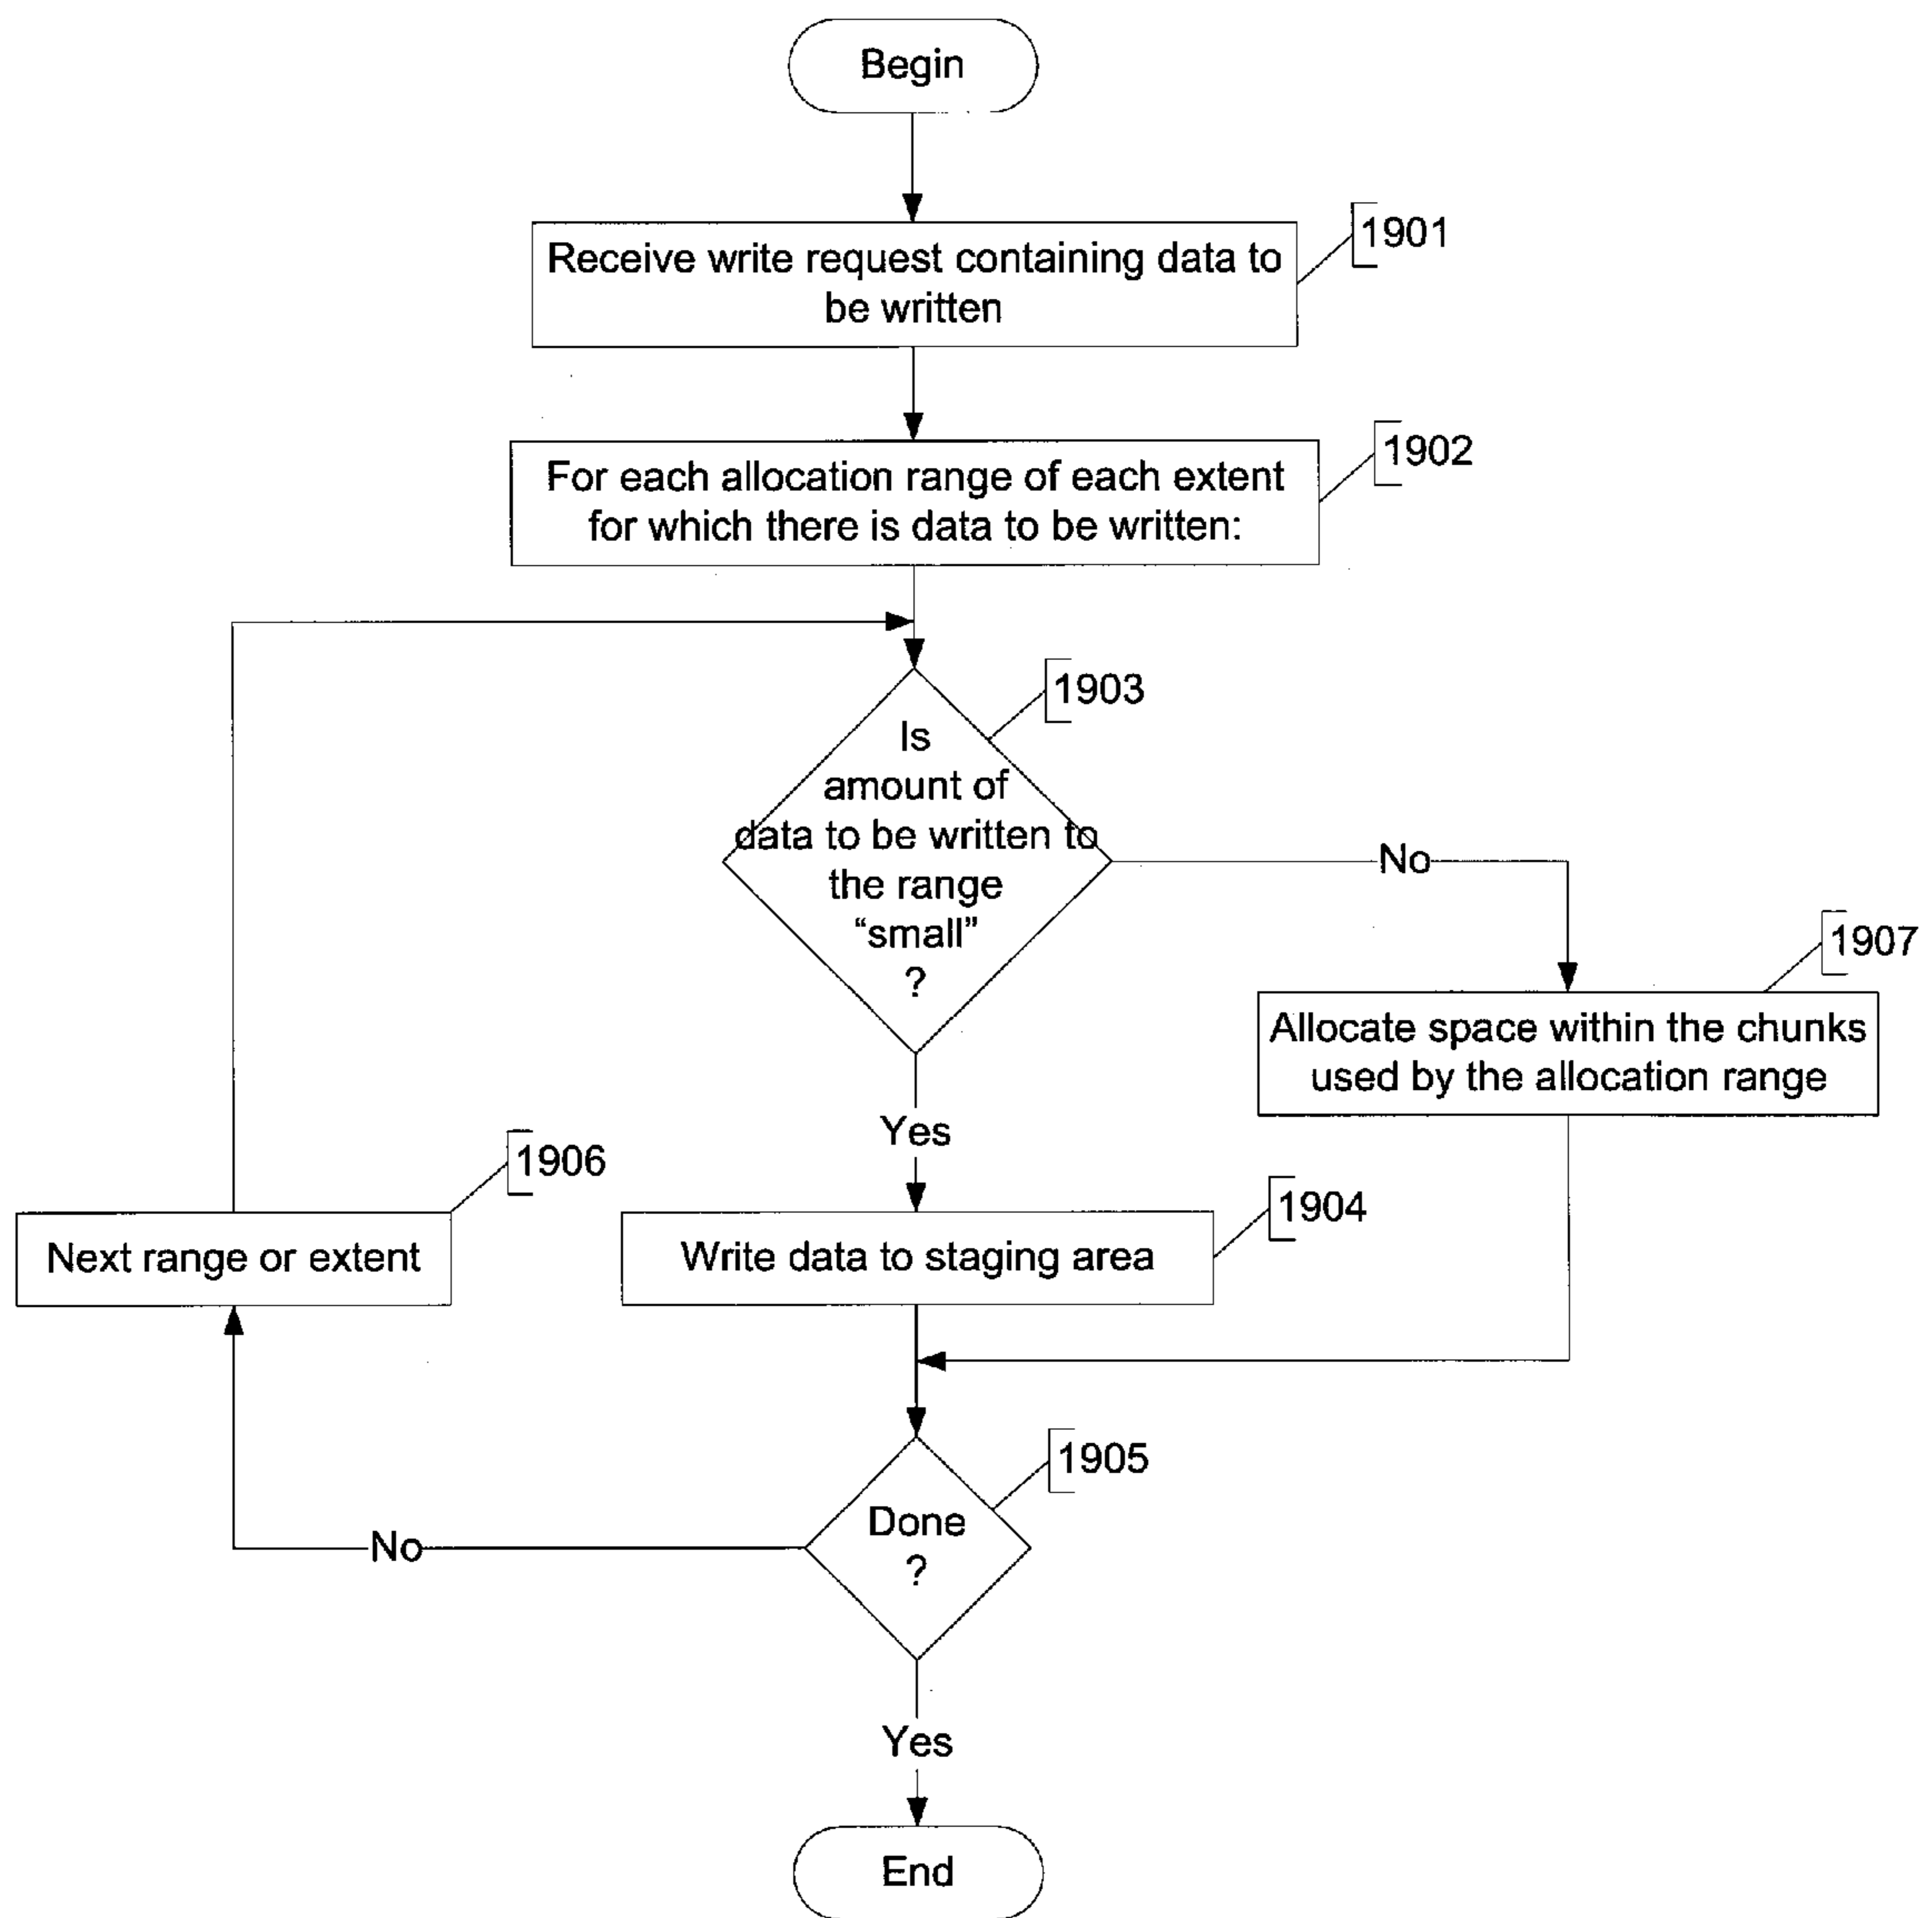 Begin
Receive write request containing data to
be written
1901
For each allocation range of each extent
for which there is data to be written:
1902
Is
amount of
data to be written to
the range
“small”
?
1903
No
1907
Allocate space within the chunks
used by the allocation range
Yes
1906
Next range or extent
1904
Write data to staging area
1905
Done
?
No
Yes
End